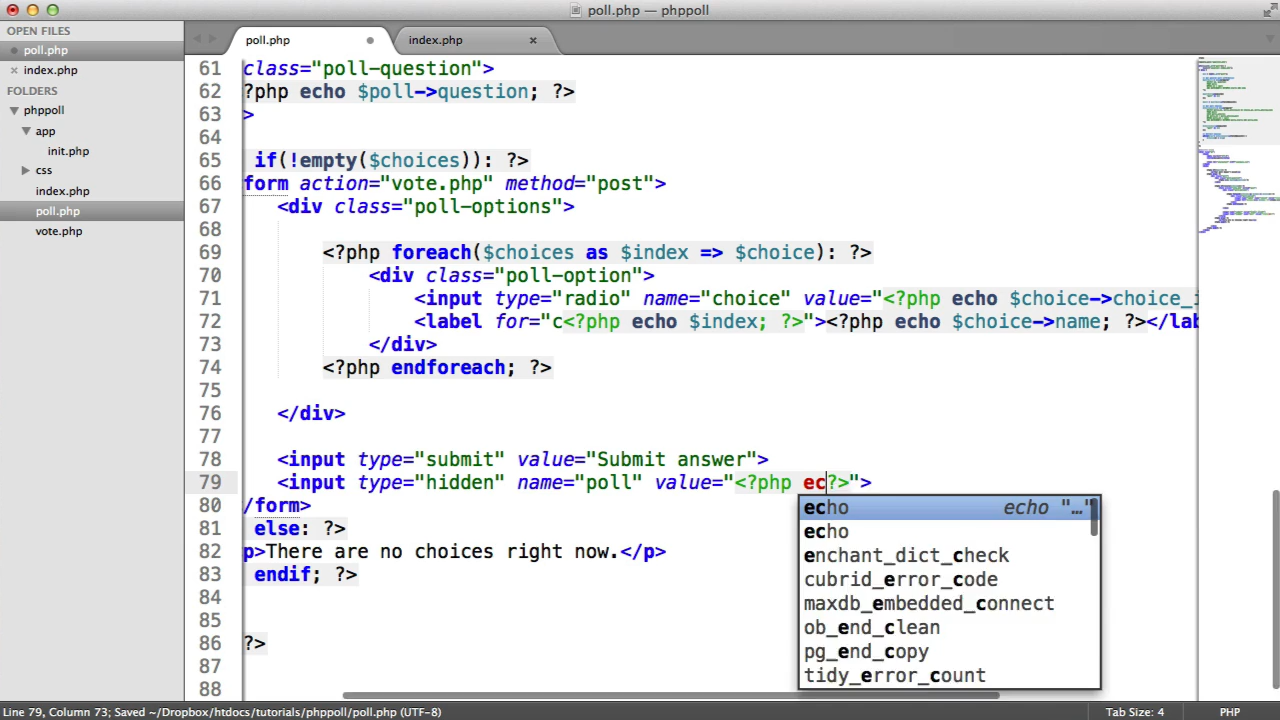 poll.php — phppoll
OPEN FILES
poll.php
index.php
FOLDERS
phppoll
app
init.php
css
index.php
poll.php
vote.php
poll.php
index.php
61 class="poll-question">
62 ?php echo $poll->question; ?>
63 >
64
65 if(!empty($choices)): ?>
66 form action="vote.php" method="post">
67 <div class="poll-options">
68
69 <?php foreach($choices as $index => $choice): ?>
70 <div class="poll-option">
71 <input type="radio" name="choice" value="<?php echo $choice->choice_i
72 <label for="c<?php echo $index; ?>"><?php echo $choice->name; ?></lab
73 </div>
74 <?php endforeach; ?>
75
76 </div>
77
78 <input type="submit" value="Submit answer">
79 <input type="hidden" name="poll" value="<?php ec?>">
80 /form>
81 else: ?>
82 p>There are no choices right now.</p>
83 endif; ?>
84
85
86 ?>
87
88
echo echo "…"
echo
enchant_dict_check
cubrid_error_code
maxdb_embedded_connect
ob_end_clean
pg_end_copy
tidy_error_count
Line 79, Column 73; Saved ~/Dropbox/htdocs/tutorials/phppoll/poll.php (UTF-8)
Tab Size: 4
PHP